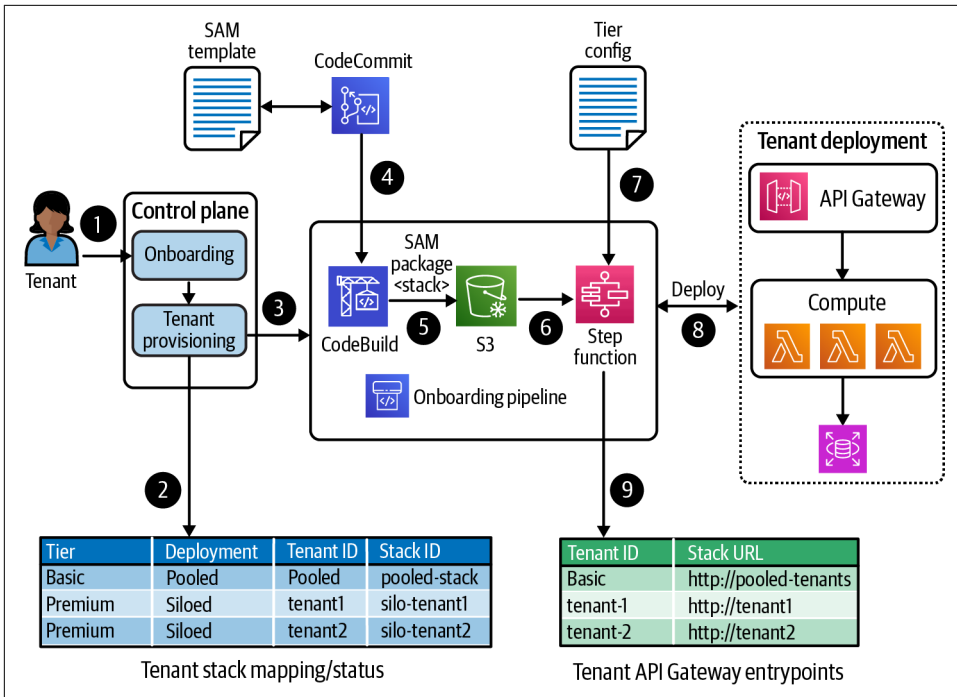 SAM
template
CodeCommit
Tier
config
4
7
Tenant deployment
API Gateway
1
Control plane
Onboarding
Tenant
Tenant
provisioning
3
SAM
package
<stack>
CodeBuild
5
S3
6
Step
function
Onboarding pipeline
Deploy
8
Compute
2
9
Tier Deployment Tenant ID Stack ID
Basic Pooled Pooled pooled-stack
Premium Siloed tenant1 silo-tenant1
Premium Siloed tenant2 silo-tenant2
Tenant stack mapping/status
Tenant ID Stack URL
Basic http://pooled-tenants
tenant-1 http://tenant1
tenant-2 http://tenant2
Tenant API Gateway entrypoints